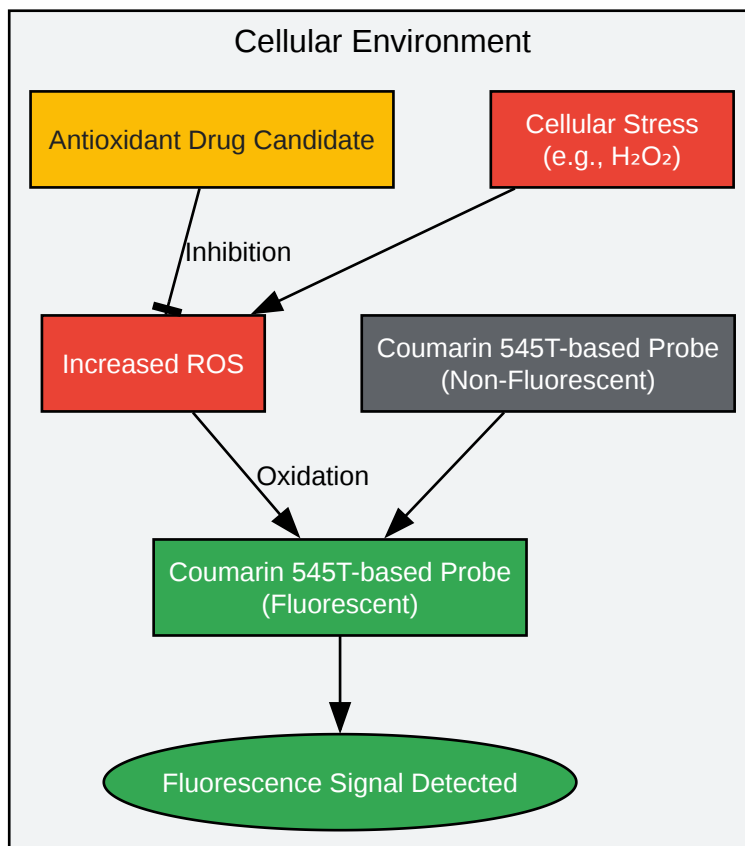 Cellular Environment
Antioxidant Drug Candidate
Cellular Stress
(e.g., H₂O₂)
Inhibition
Increased ROS
Coumarin 545T-based Probe
(Non-Fluorescent)
Oxidation
Coumarin 545T-based Probe
(Fluorescent)
Fluorescence Signal Detected